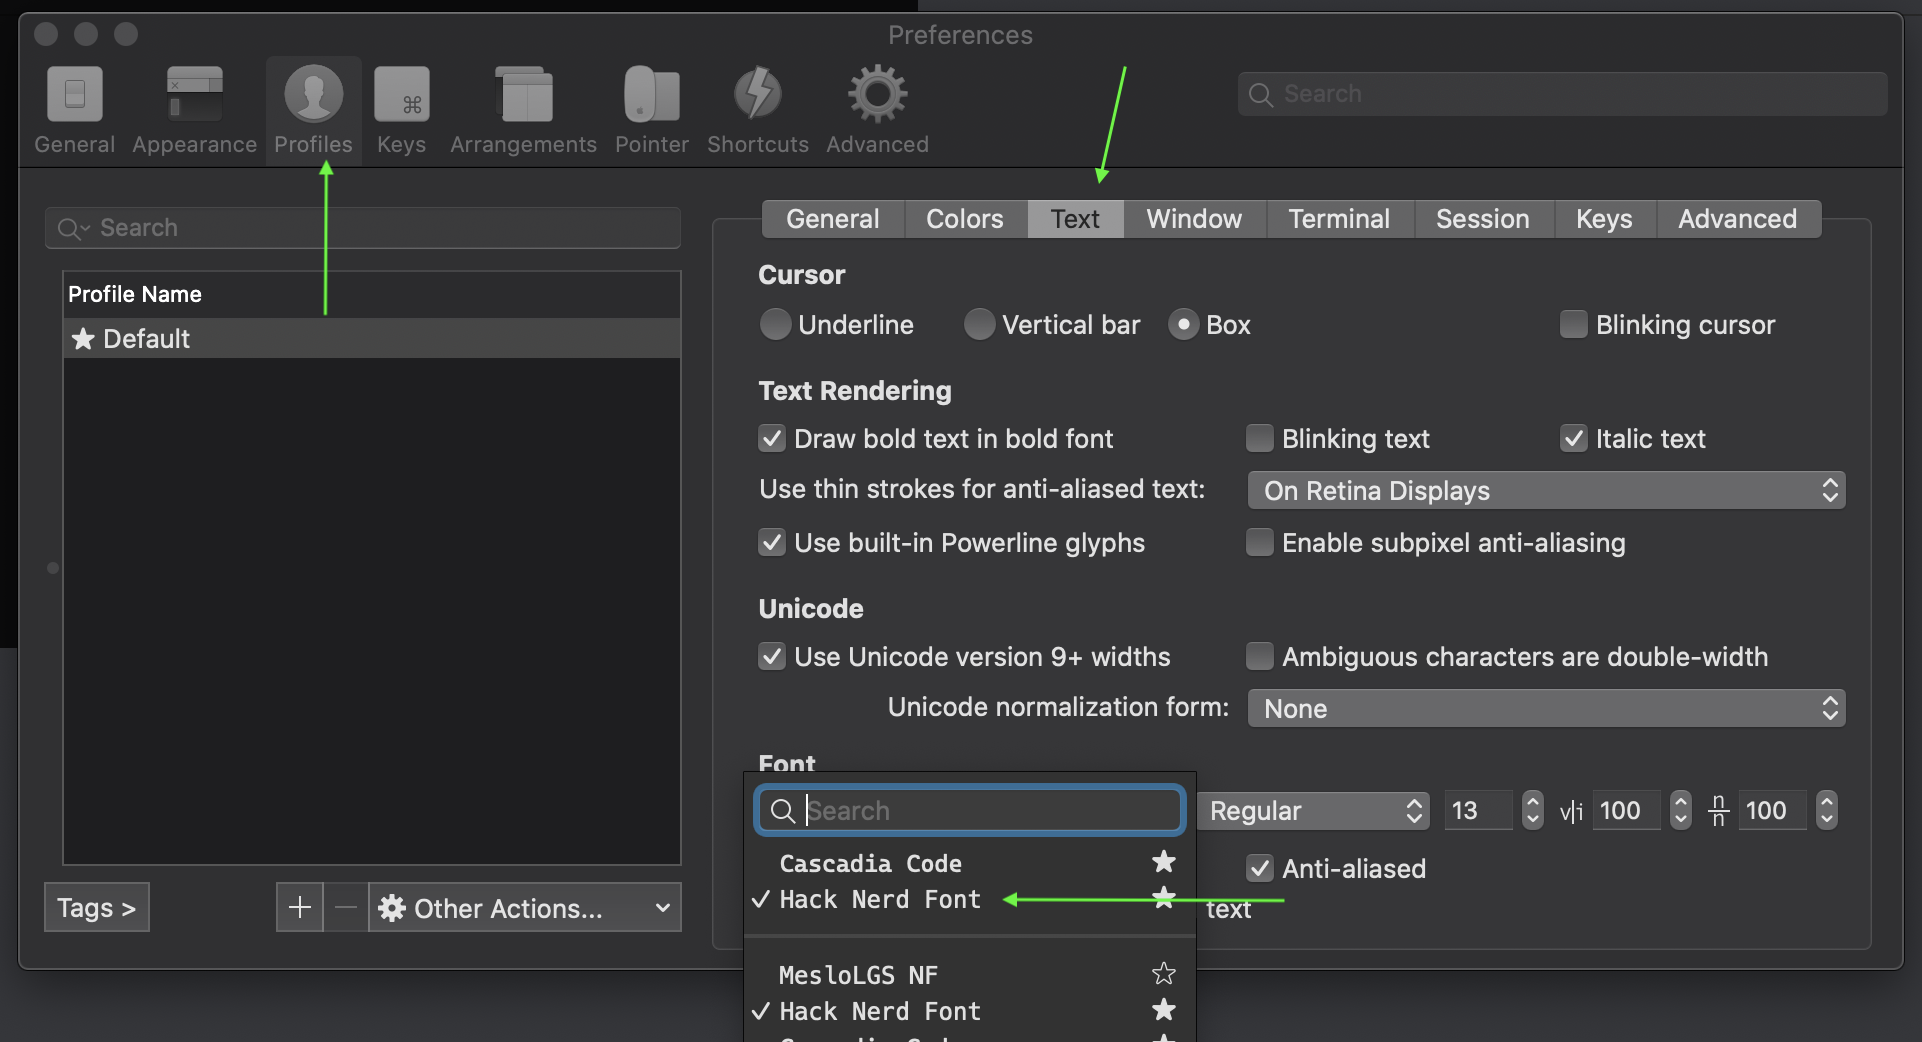 Preferences
General Appearance Profiles Keys Arrangements Pointer Shortcuts Advanced
Search
Search
Profile Name
Default
Tags >
Other Actions...
General Colors Text Window Terminal Session Keys Advanced
Cursor
Underline Vertical bar Box Blinking cursor
Text Rendering
Draw bold text in bold font Blinking text Italic text
Use thin strokes for anti-aliased text: On Retina Displays
Use built-in Powerline glyphs Enable subpixel anti-aliasing
Unicode
Use Unicode version 9+ widths Ambiguous characters are double-width
Unicode normalization form: None
Font
Search Regular 13 v|i 100 n/n 100
Cascadia Code Anti-aliased
Hack Nerd Font text
MesloLGS NF
Hack Nerd Font